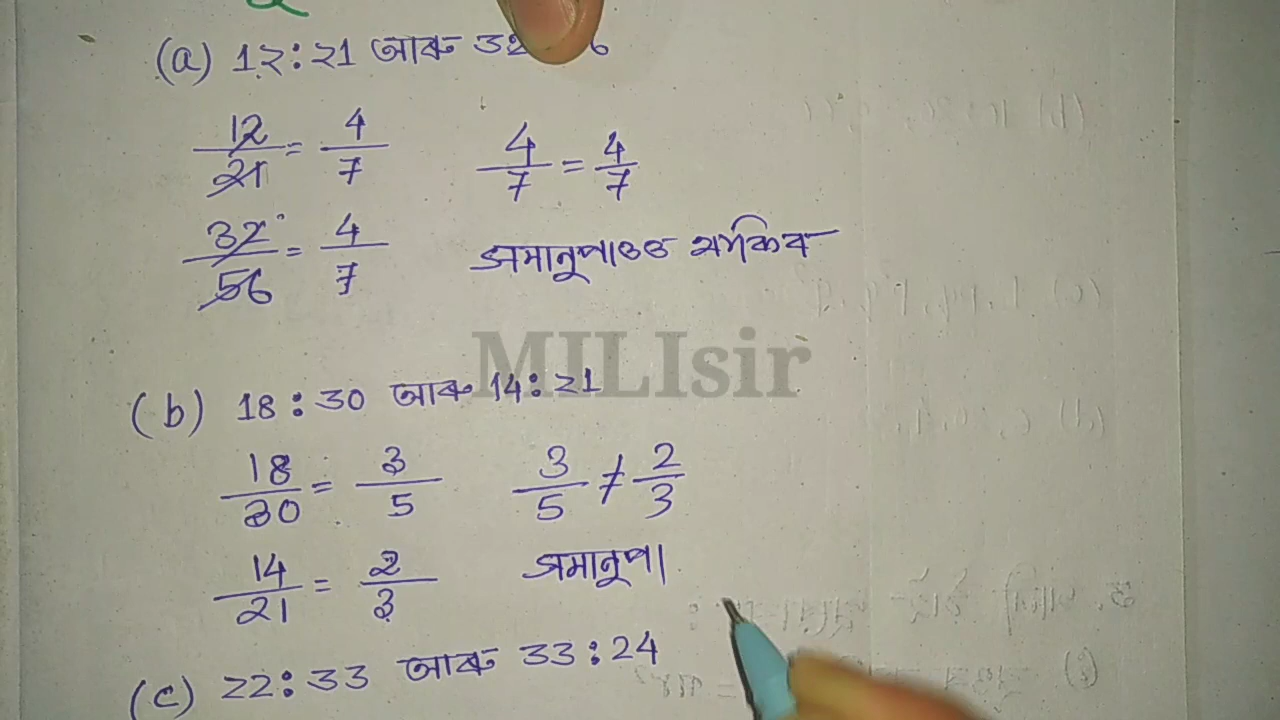 (a) 12:21 আৰু
12/21 = 4/7 4/7 = 4/7
32/56 = 4/7 সমানুপাতত থাকিব
MILIsir
(b) 18:30 আৰু 14:21
18/30 = 3/5 3/5 ≠ 2/3
14/21 = 2/3 সমানুপা
(c) 22:33 আৰু 33:24